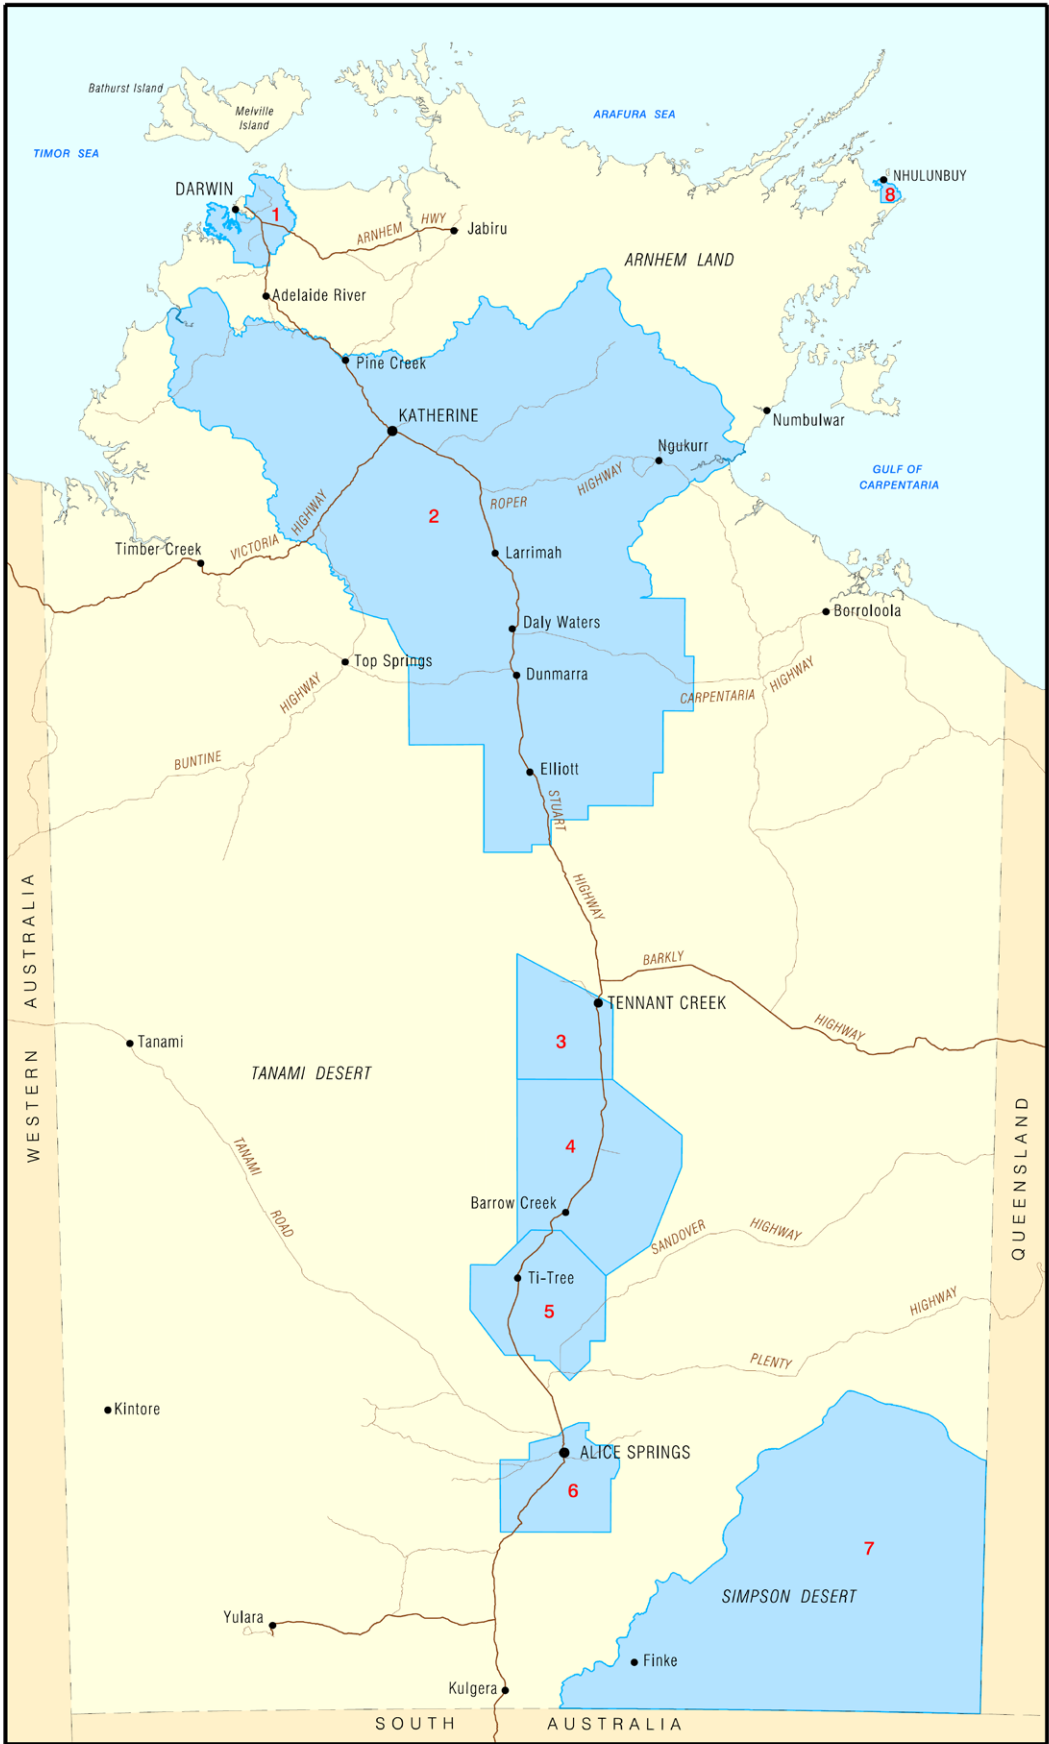 Bathurst Island
Melville
Island
ARAFURA SEA
TIMOR SEA
DARWIN
1
NHULUNBUY
8
ARNHEM HWY
Jabiru
ARNHEM LAND
Adelaide River
Pine Creek
KATHERINE
Numbulwar
Ngukurr
GULF OF
CARPENTARIA
ROPER HIGHWAY
2
VICTORIA HIGHWAY
Timber Creek
Larrimah
Daly Waters
Borroloola
Top Springs
Dunmarra
CARPENTARIA HIGHWAY
BUNTINE HIGHWAY
Elliott
STUART HIGHWAY
WESTERN AUSTRALIA
BARKLY HIGHWAY
TENNANT CREEK
3
Tanami
TANAMI DESERT
4
QUEENSLAND
TANAMI ROAD
Barrow Creek
SANDOVER HIGHWAY
Ti-Tree
5
PLENTY HIGHWAY
Kintore
ALICE SPRINGS
6
7
SIMPSON DESERT
Yulara
Finke
Kulgera
SOUTH AUSTRALIA